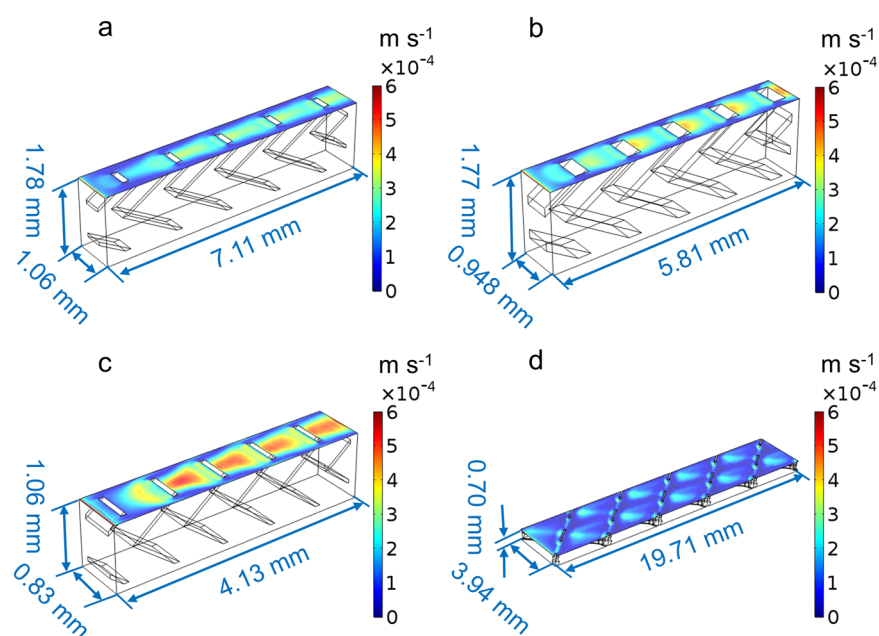 a
m s⁻¹
×10⁻⁴
6
5
4
3
2
1
0
1.78 mm
1.06 mm
7.11 mm
b
m s⁻¹
×10⁻⁴
6
5
4
3
2
1
0
1.77 mm
0.948 mm
5.81 mm
c
m s⁻¹
×10⁻⁴
6
5
4
3
2
1
0
1.06 mm
0.83 mm
4.13 mm
d
m s⁻¹
×10⁻⁴
6
5
4
3
2
1
0
0.70 mm
3.94 mm
19.71 mm